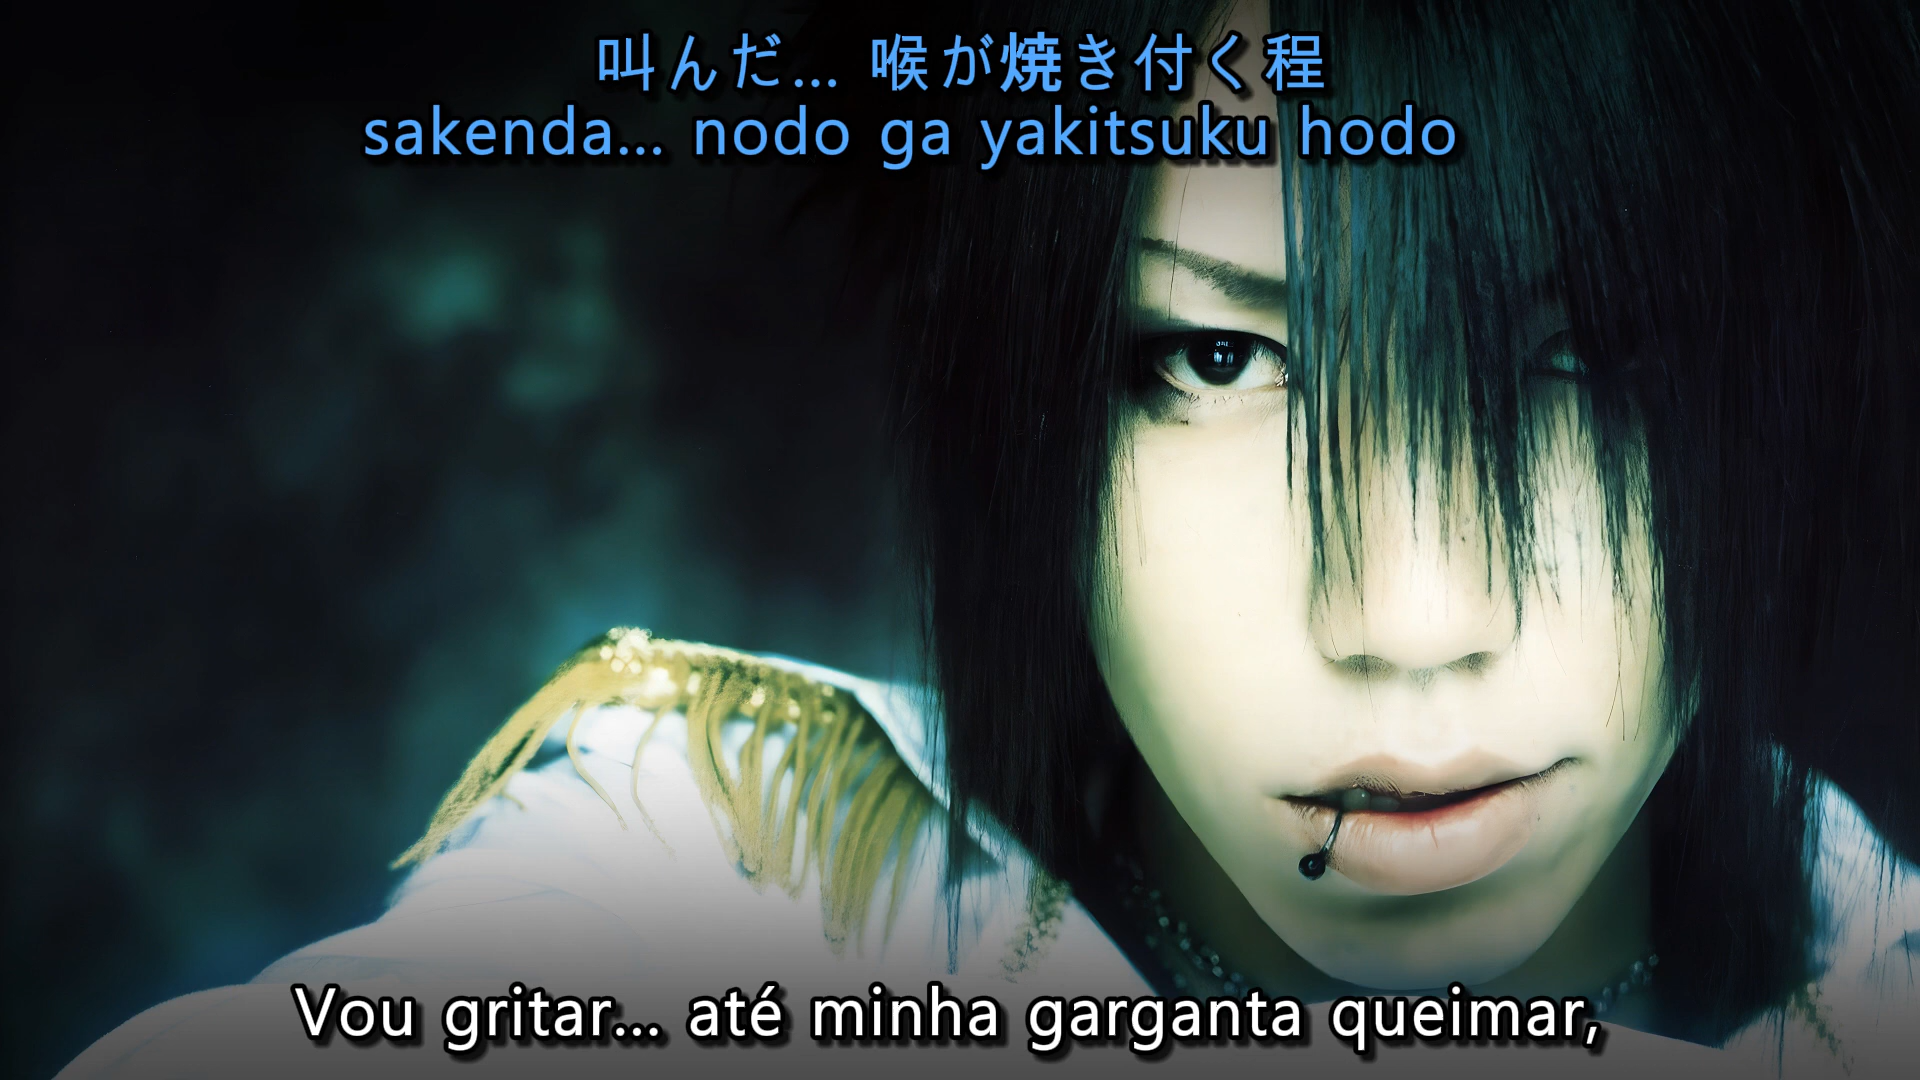 叫んだ... 喉が焼き付く程
sakenda... nodo ga yakitsuku hodo
Vou gritar... até minha garganta queimar,